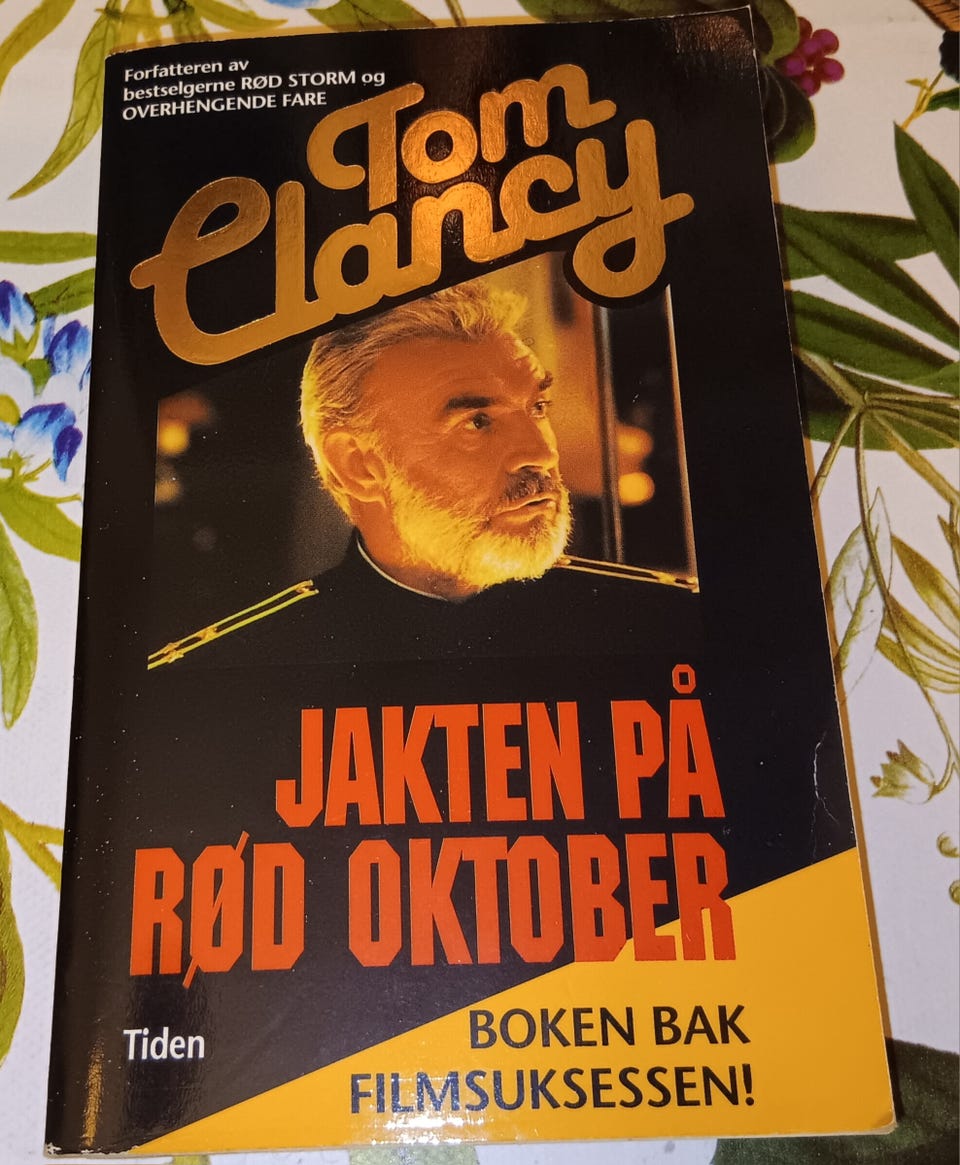 Forfatteren av
bestselgerne RØD STORM og
OVERHENGENDE FARE
Tom
Clancy
JAKTEN PÅ
RØD OKTOBER
Tiden
BOKEN BAK
FILMSUKSESSEN!